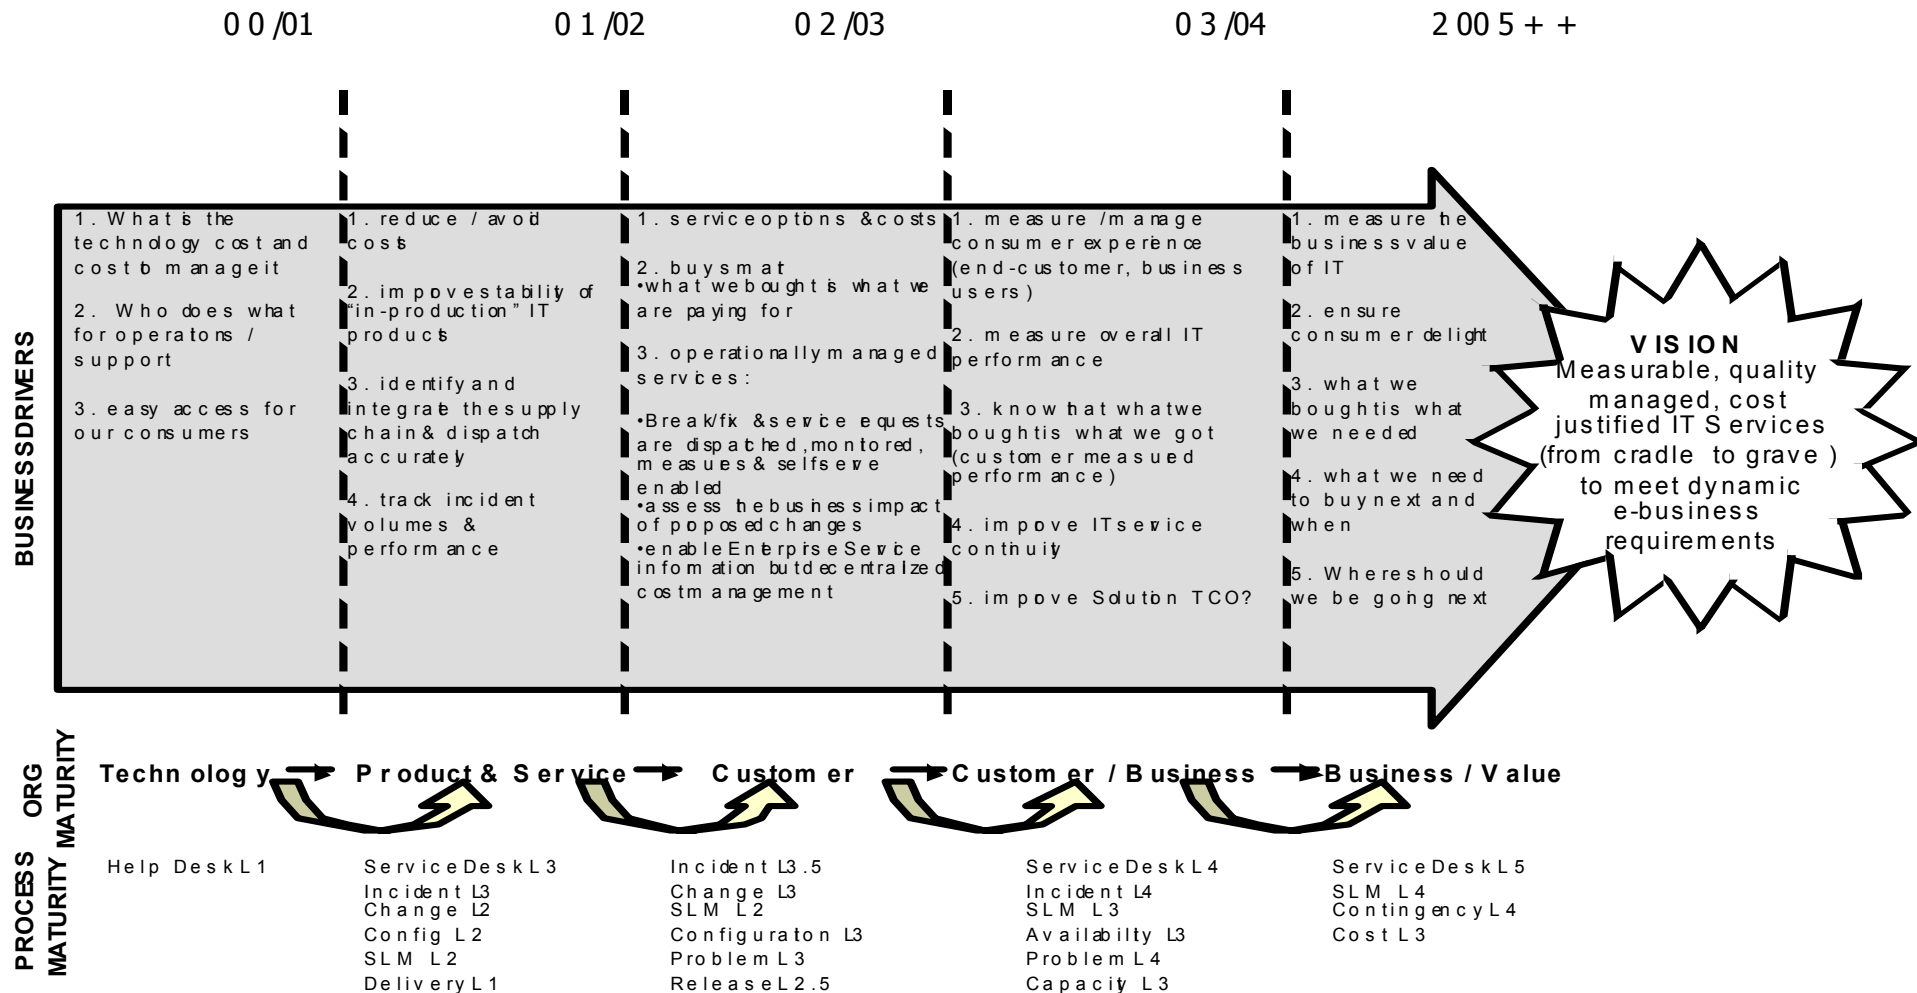 00/01 01/02 02/03 03/04 2005++
BUSINESSDRIVERS
1. What is the
technology cost and
cost to manage it
2. Who does what
for operations /
support
3. easy access for
our consumers
1. reduce / avoid
costs
2. improve stability of
“in-production” IT
products
3. identify and
integrate the supply
chain & dispatch
accurately
4. track incident
volumes &
performance
1. service options & costs
2. buy smart
•what we bought is what we
are paying for
3. operationally managed
services:
•Break/fix & service requests
are dispatched, monitored,
measures & selfserve
enabled
•assess the business impact
of proposed changes
•enable Enterprise Service
information but decentralized
cost management
1. measure / manage
consumer experience
(end-customer, business
users)
2. measure overall IT
performance
3. know that what we
bought is what we got
(customer measured
performance)
4. improve IT service
continuity
5. improve Solution TCO?
1. measure the
business value
of IT
2. ensure
consumer delight
3. what we
bought is what
we needed
4. what we need
to buy next and
when
5. Where should
we be going next
VISION
Measurable, quality
managed, cost
justified IT Services
(from cradle to grave )
to meet dynamic
e-business
requirements
ORG
MATURITY
Technology Product & Service Customer Customer / Business Business / Value
PROCESS
MATURITY
Help Desk L1
Service Desk L3
Incident L3
Change L2
Config L2
SLM L2
Delivery L1
Incident L3.5
Change L3
SLM L2
Configuraton L3
Problem L3
Release L2.5
Service Desk L4
Incident L4
SLM L3
Availabilty L3
Problem L4
Capacity L3
Service Desk L5
SLM L4
Contingency L4
Cost L3